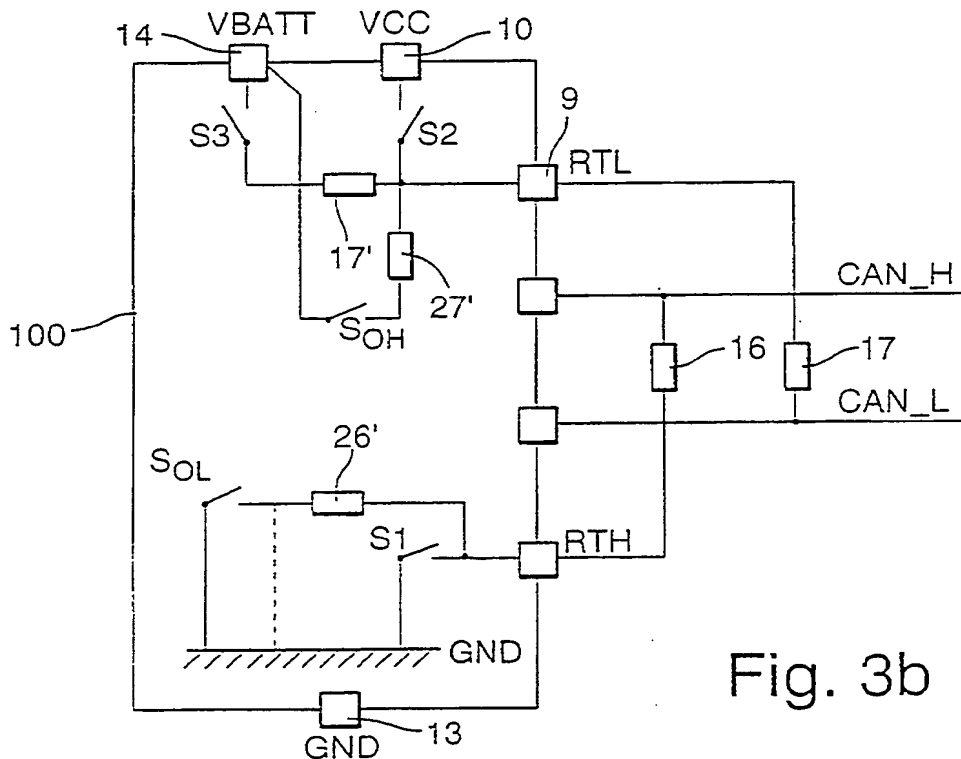 VBATT VCC
14 10
S3 S2 9
RTL
17'
27'
CAN_H
100
SOH
16 17
CAN_L
26'
SOL
S1
RTH
GND
Fig. 3b
13
GND